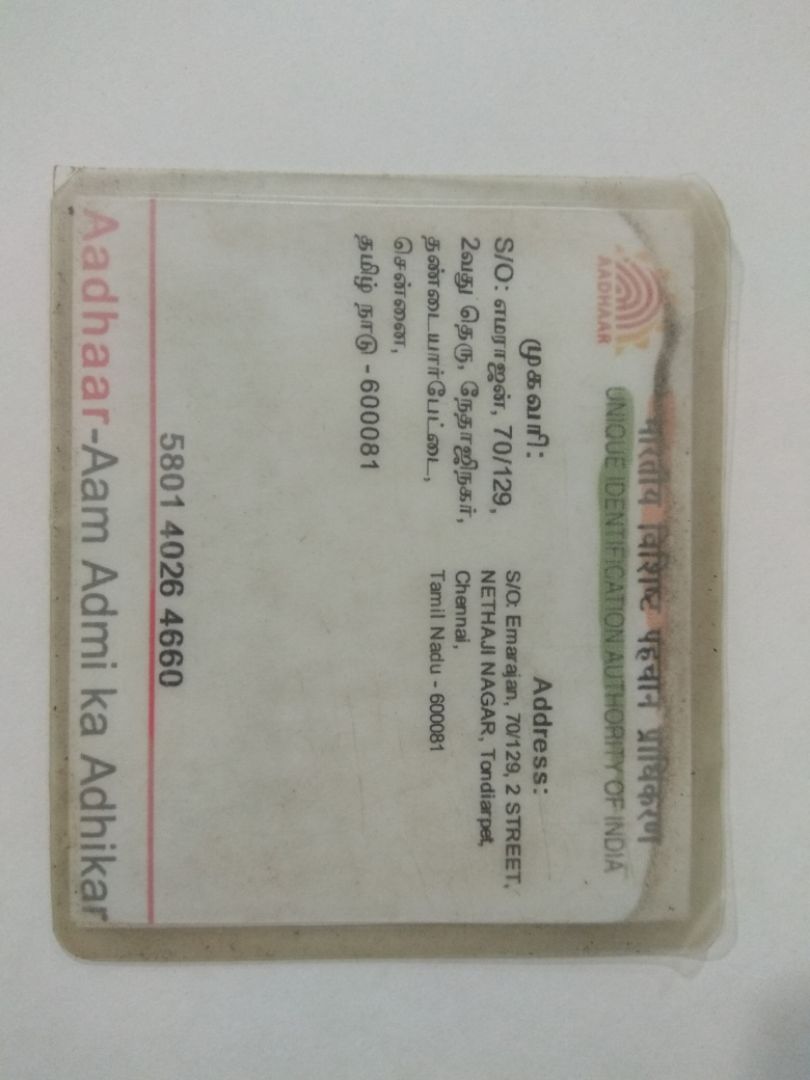 भारतीय विशिष्ट पहचान प्राधिकरण
UNIQUE IDENTIFICATION AUTHORITY OF INDIA
AADHAAR
முகவரி:
S/O: எமராஜன், 70/129,
2வது தெரு, நேதாஜிநகர்,
தண்டையார்பேட்டை,
சென்னை,
தமிழ் நாடு - 600081
Address:
S/O: Emarajan, 70/129, 2 STREET,
NETHAJI NAGAR, Tondiarpet,
Chennai,
Tamil Nadu - 600081
5801 4026 4660
Aadhaar-Aam Admi ka Adhikar